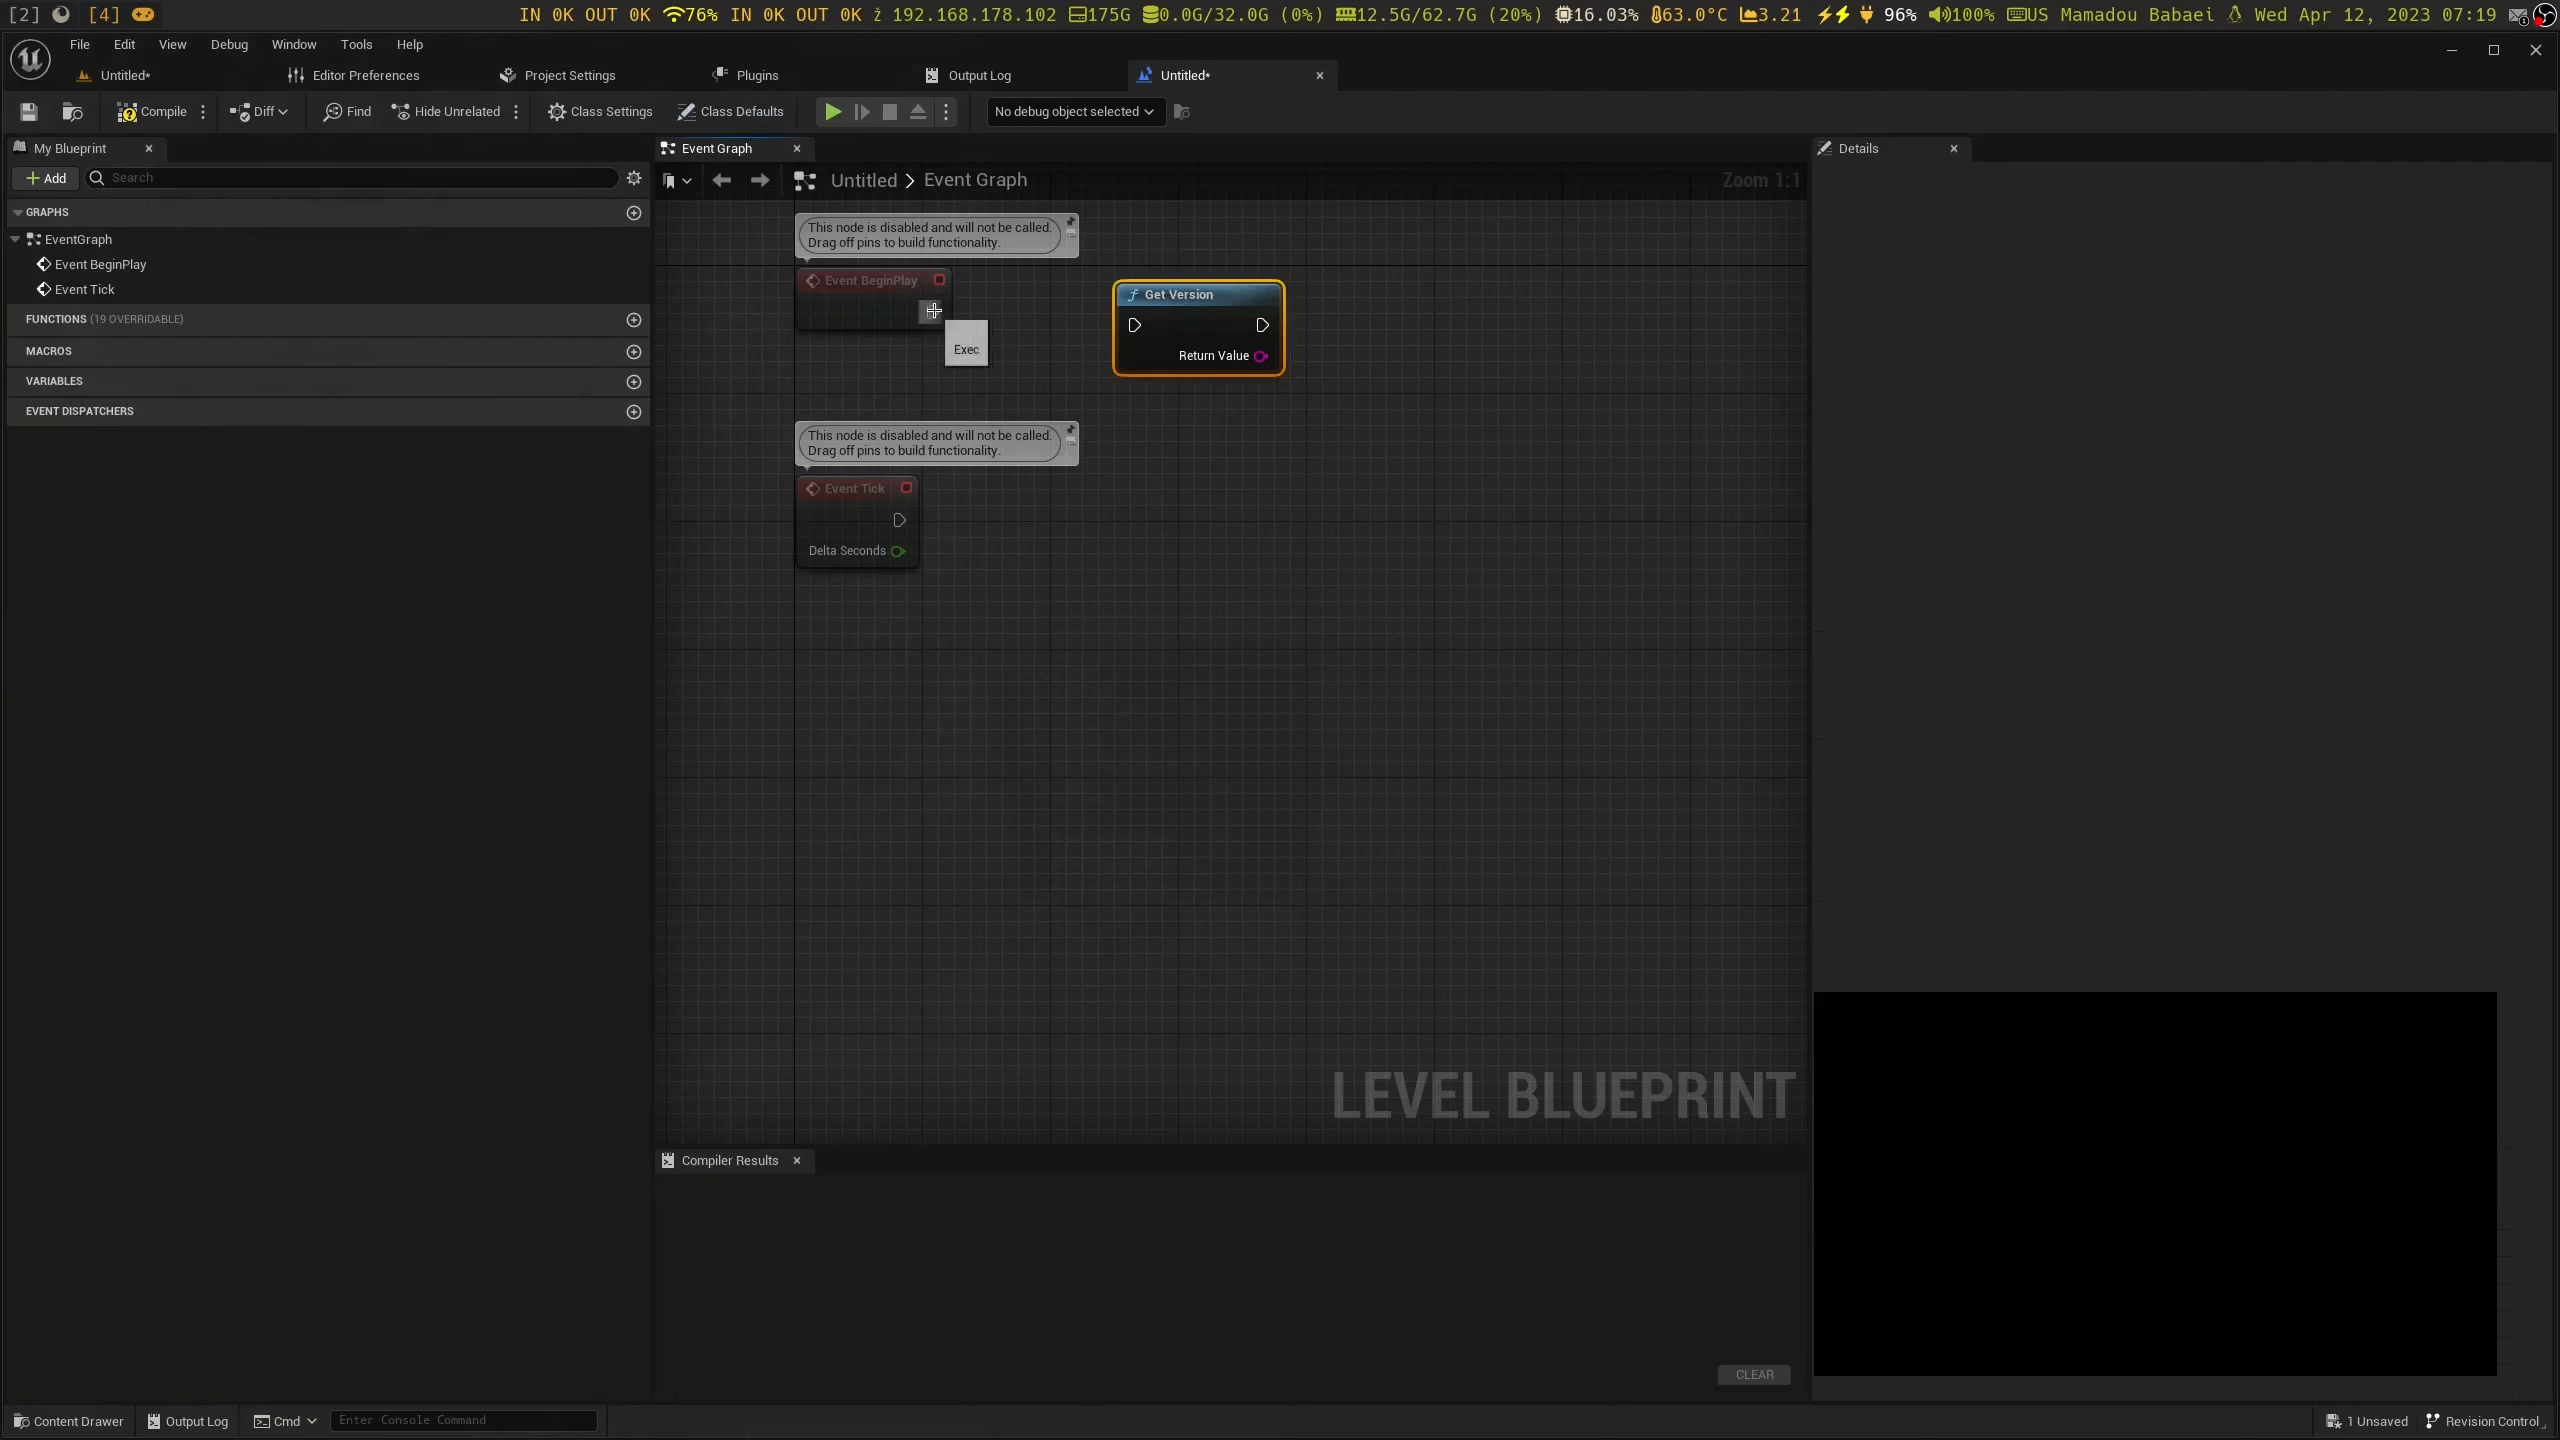 [2] [4] IN 0K OUT 0K 76% IN 0K OUT 0K ž 192.168.178.102 175G 0.0G/32.0G (0%) 12.5G/62.7G (20%) 16.03% 63.0°C 3.21 96% 100% US Mamadou Babaei Wed Apr 12, 2023 07:19
File Edit View Debug Window Tools Help
Untitled* Editor Preferences Project Settings Plugins Output Log Untitled*
Compile Diff Find Hide Unrelated Class Settings Class Defaults No debug object selected
My Blueprint Event Graph Details
Add Search
Untitled > Event Graph Zoom 1:1
GRAPHS
EventGraph
Event BeginPlay
Event Tick
FUNCTIONS (19 OVERRIDABLE)
MACROS
VARIABLES
EVENT DISPATCHERS
This node is disabled and will not be called.
Drag off pins to build functionality.
Event BeginPlay
Exec
Get Version
Return Value
This node is disabled and will not be called.
Drag off pins to build functionality.
Event Tick
Delta Seconds
LEVEL BLUEPRINT
Compiler Results
CLEAR
Content Drawer Output Log Cmd Enter Console Command 1 Unsaved Revision Control